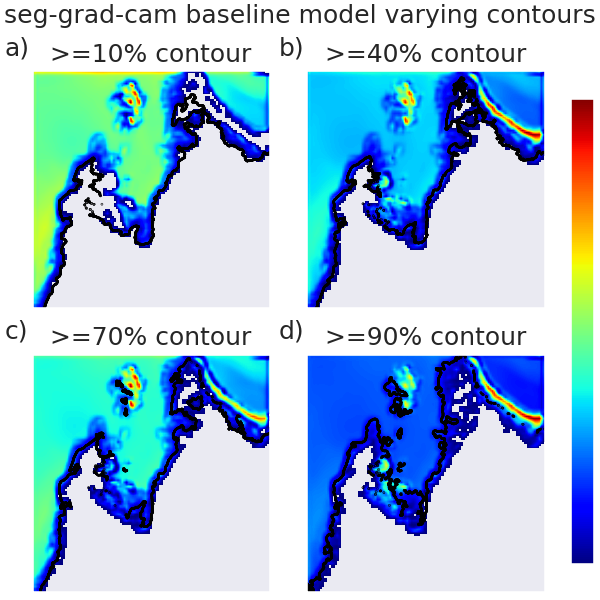 seg-grad-cam baseline model varying contours
a) >=10% contour
b) >=40% contour
c) >=70% contour
d) >=90% contour